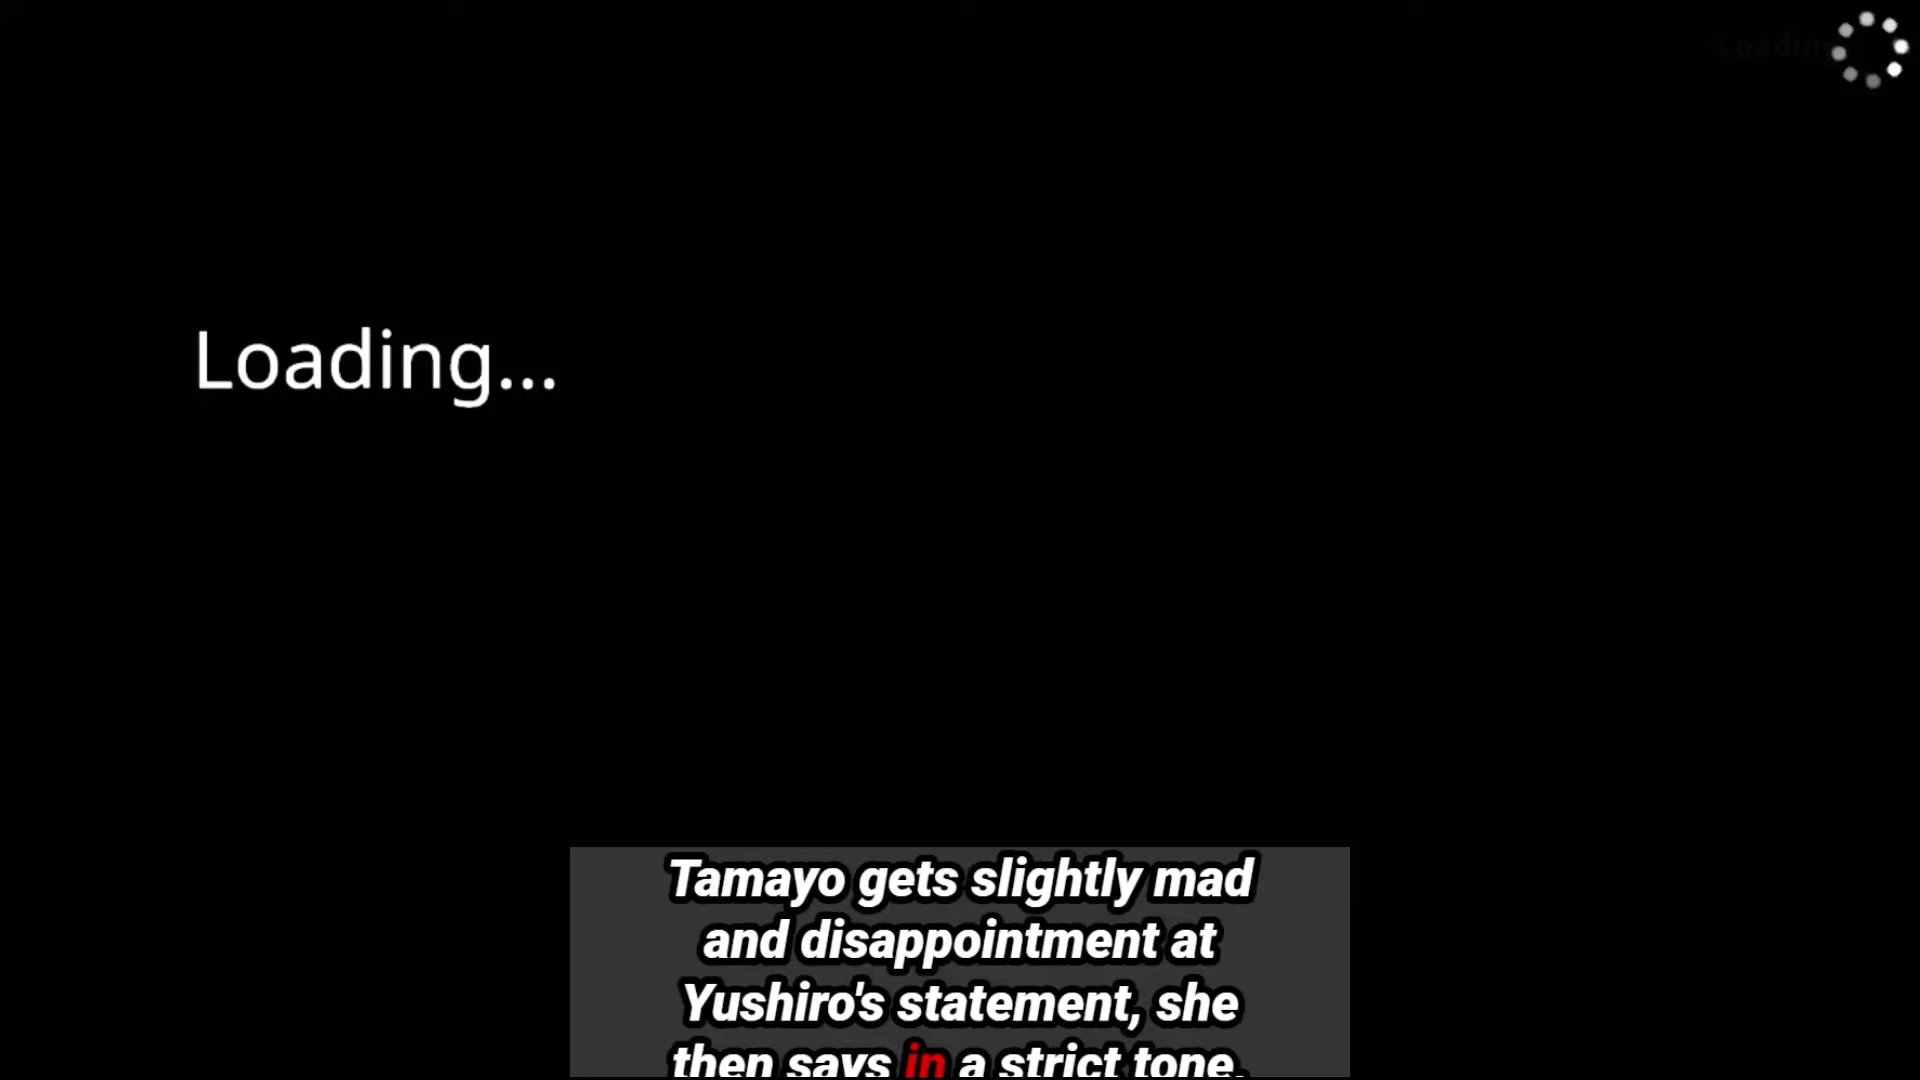 Loading...
Tamayo gets slightly mad
and disappointment at
Yushiro's statement, she
then says in a strict tone.